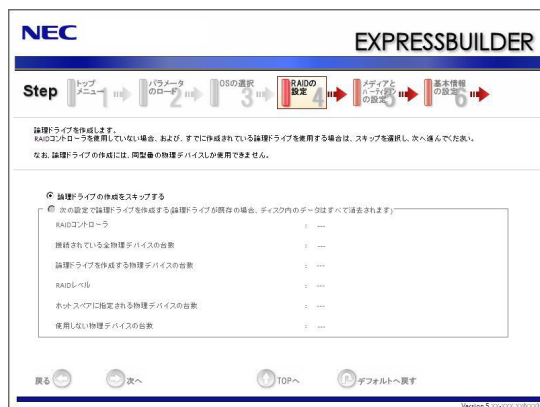 NEC
EXPRESSBUILDER
Step
トップメニュー 1
パラメータのロード 2
OSの選択 3
RAIDの設定 4
メディアとパーティションの設定 5
基本情報の設定 6
論理ドライブを作成します。
RAIDコントローラを使用していない場合、および、すでに作成されている論理ドライブを使用する場合は、スキップを選択し、次へ進んでください。
なお、論理ドライブの作成には、同型番の物理デバイスしか使用できません。
論理ドライブの作成をスキップする
次の設定で論理ドライブを作成する(論理ドライブが既存の場合、ディスク内のデータはすべて消去されます)
RAIDコントローラ : ---
接続されている全物理デバイスの台数 : ---
論理ドライブを作成する物理デバイスの台数 : ---
RAIDレベル : ---
ホットスペアに指定される物理デバイスの台数 : ---
使用しない物理デバイスの台数 : ---
戻る
次へ
TOPへ
デフォルトへ戻す
Version 5